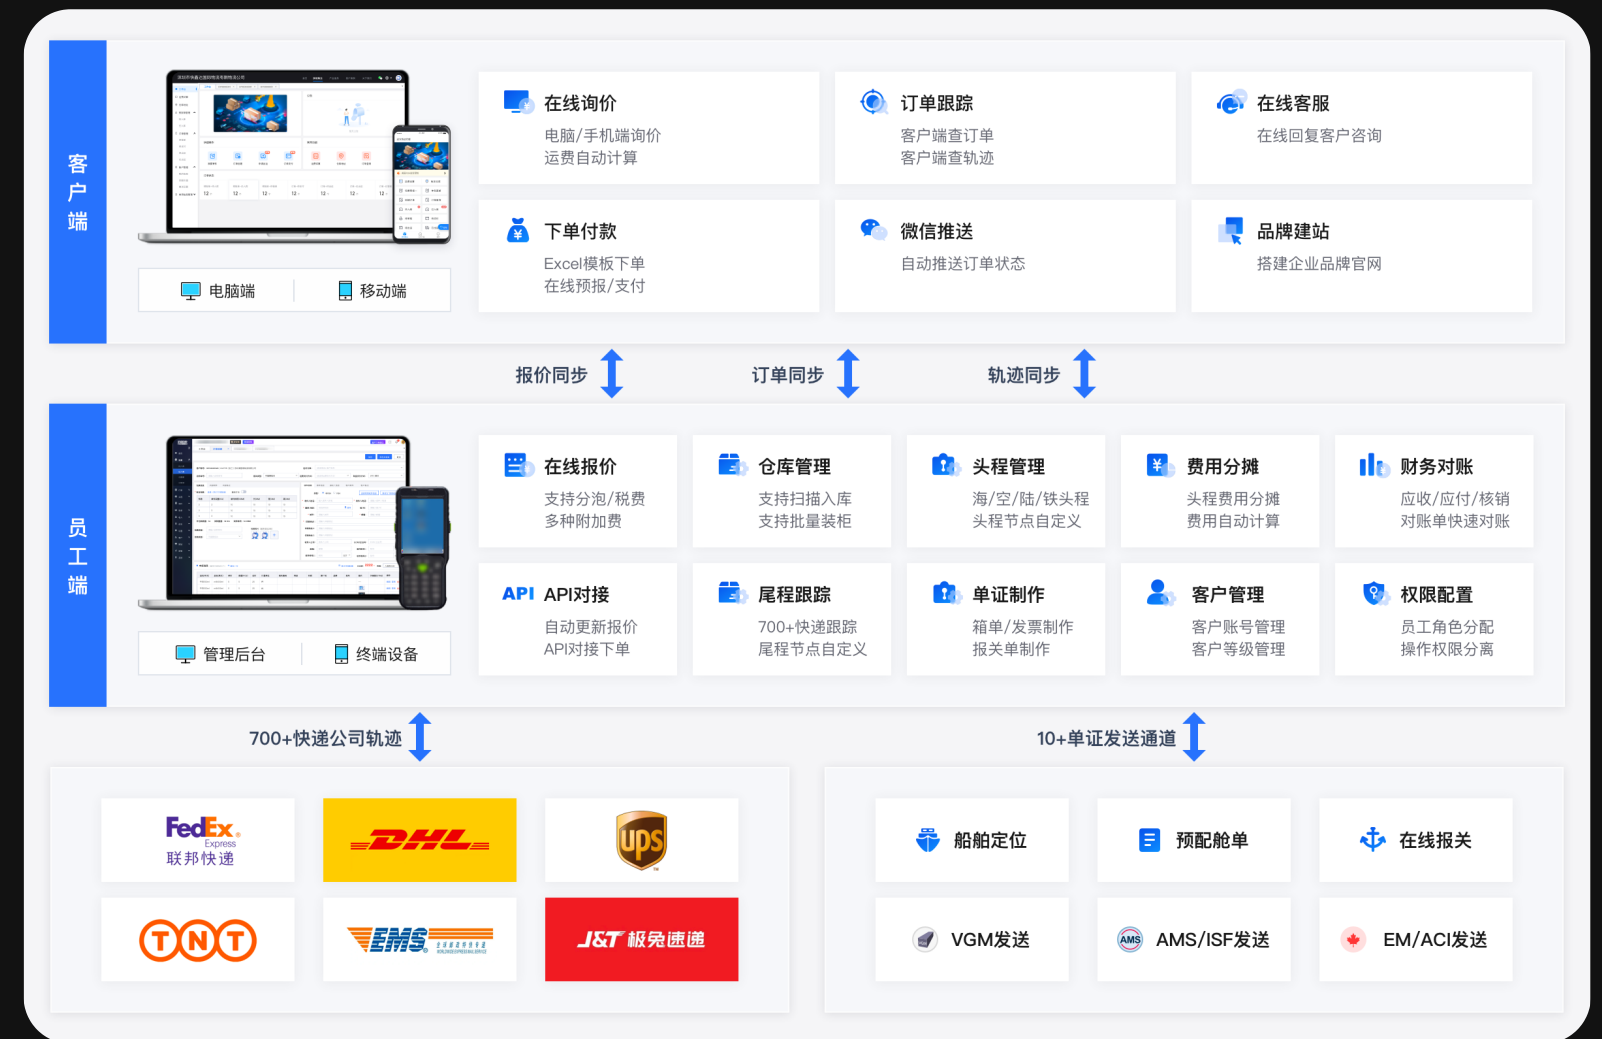 客户端
电脑端
移动端
在线询价
电脑/手机端询价
运费自动计算
订单跟踪
客户端查订单
客户端查轨迹
在线客服
在线回复客户咨询
下单付款
Excel模板下单
在线预报/支付
微信推送
自动推送订单状态
品牌建站
搭建企业品牌官网
报价同步
订单同步
轨迹同步
员工端
管理后台
终端设备
在线报价
支持分泡/税费
多种附加费
仓库管理
支持扫描入库
支持批量装柜
头程管理
海/空/陆/铁头程
头程节点自定义
费用分摊
头程费用分摊
费用自动计算
财务对账
应收/应付/核销
对账单快速对账
API
API对接
自动更新报价
API对接下单
尾程跟踪
700+快递跟踪
尾程节点自定义
单证制作
箱单/发票制作
报关单制作
客户管理
客户账号管理
客户等级管理
权限配置
员工角色分配
操作权限分离
700+快递公司轨迹
10+单证发送通道
FedEx
Express
联邦快递
DHL
ups
TNT
EMS
全球邮政特快专递
WORLDWIDE EXPRESS MAIL SERVICE
J&T 极兔速递
船舶定位
预配舱单
在线报关
VGM发送
AMS
AMS/ISF发送
EM/ACI发送